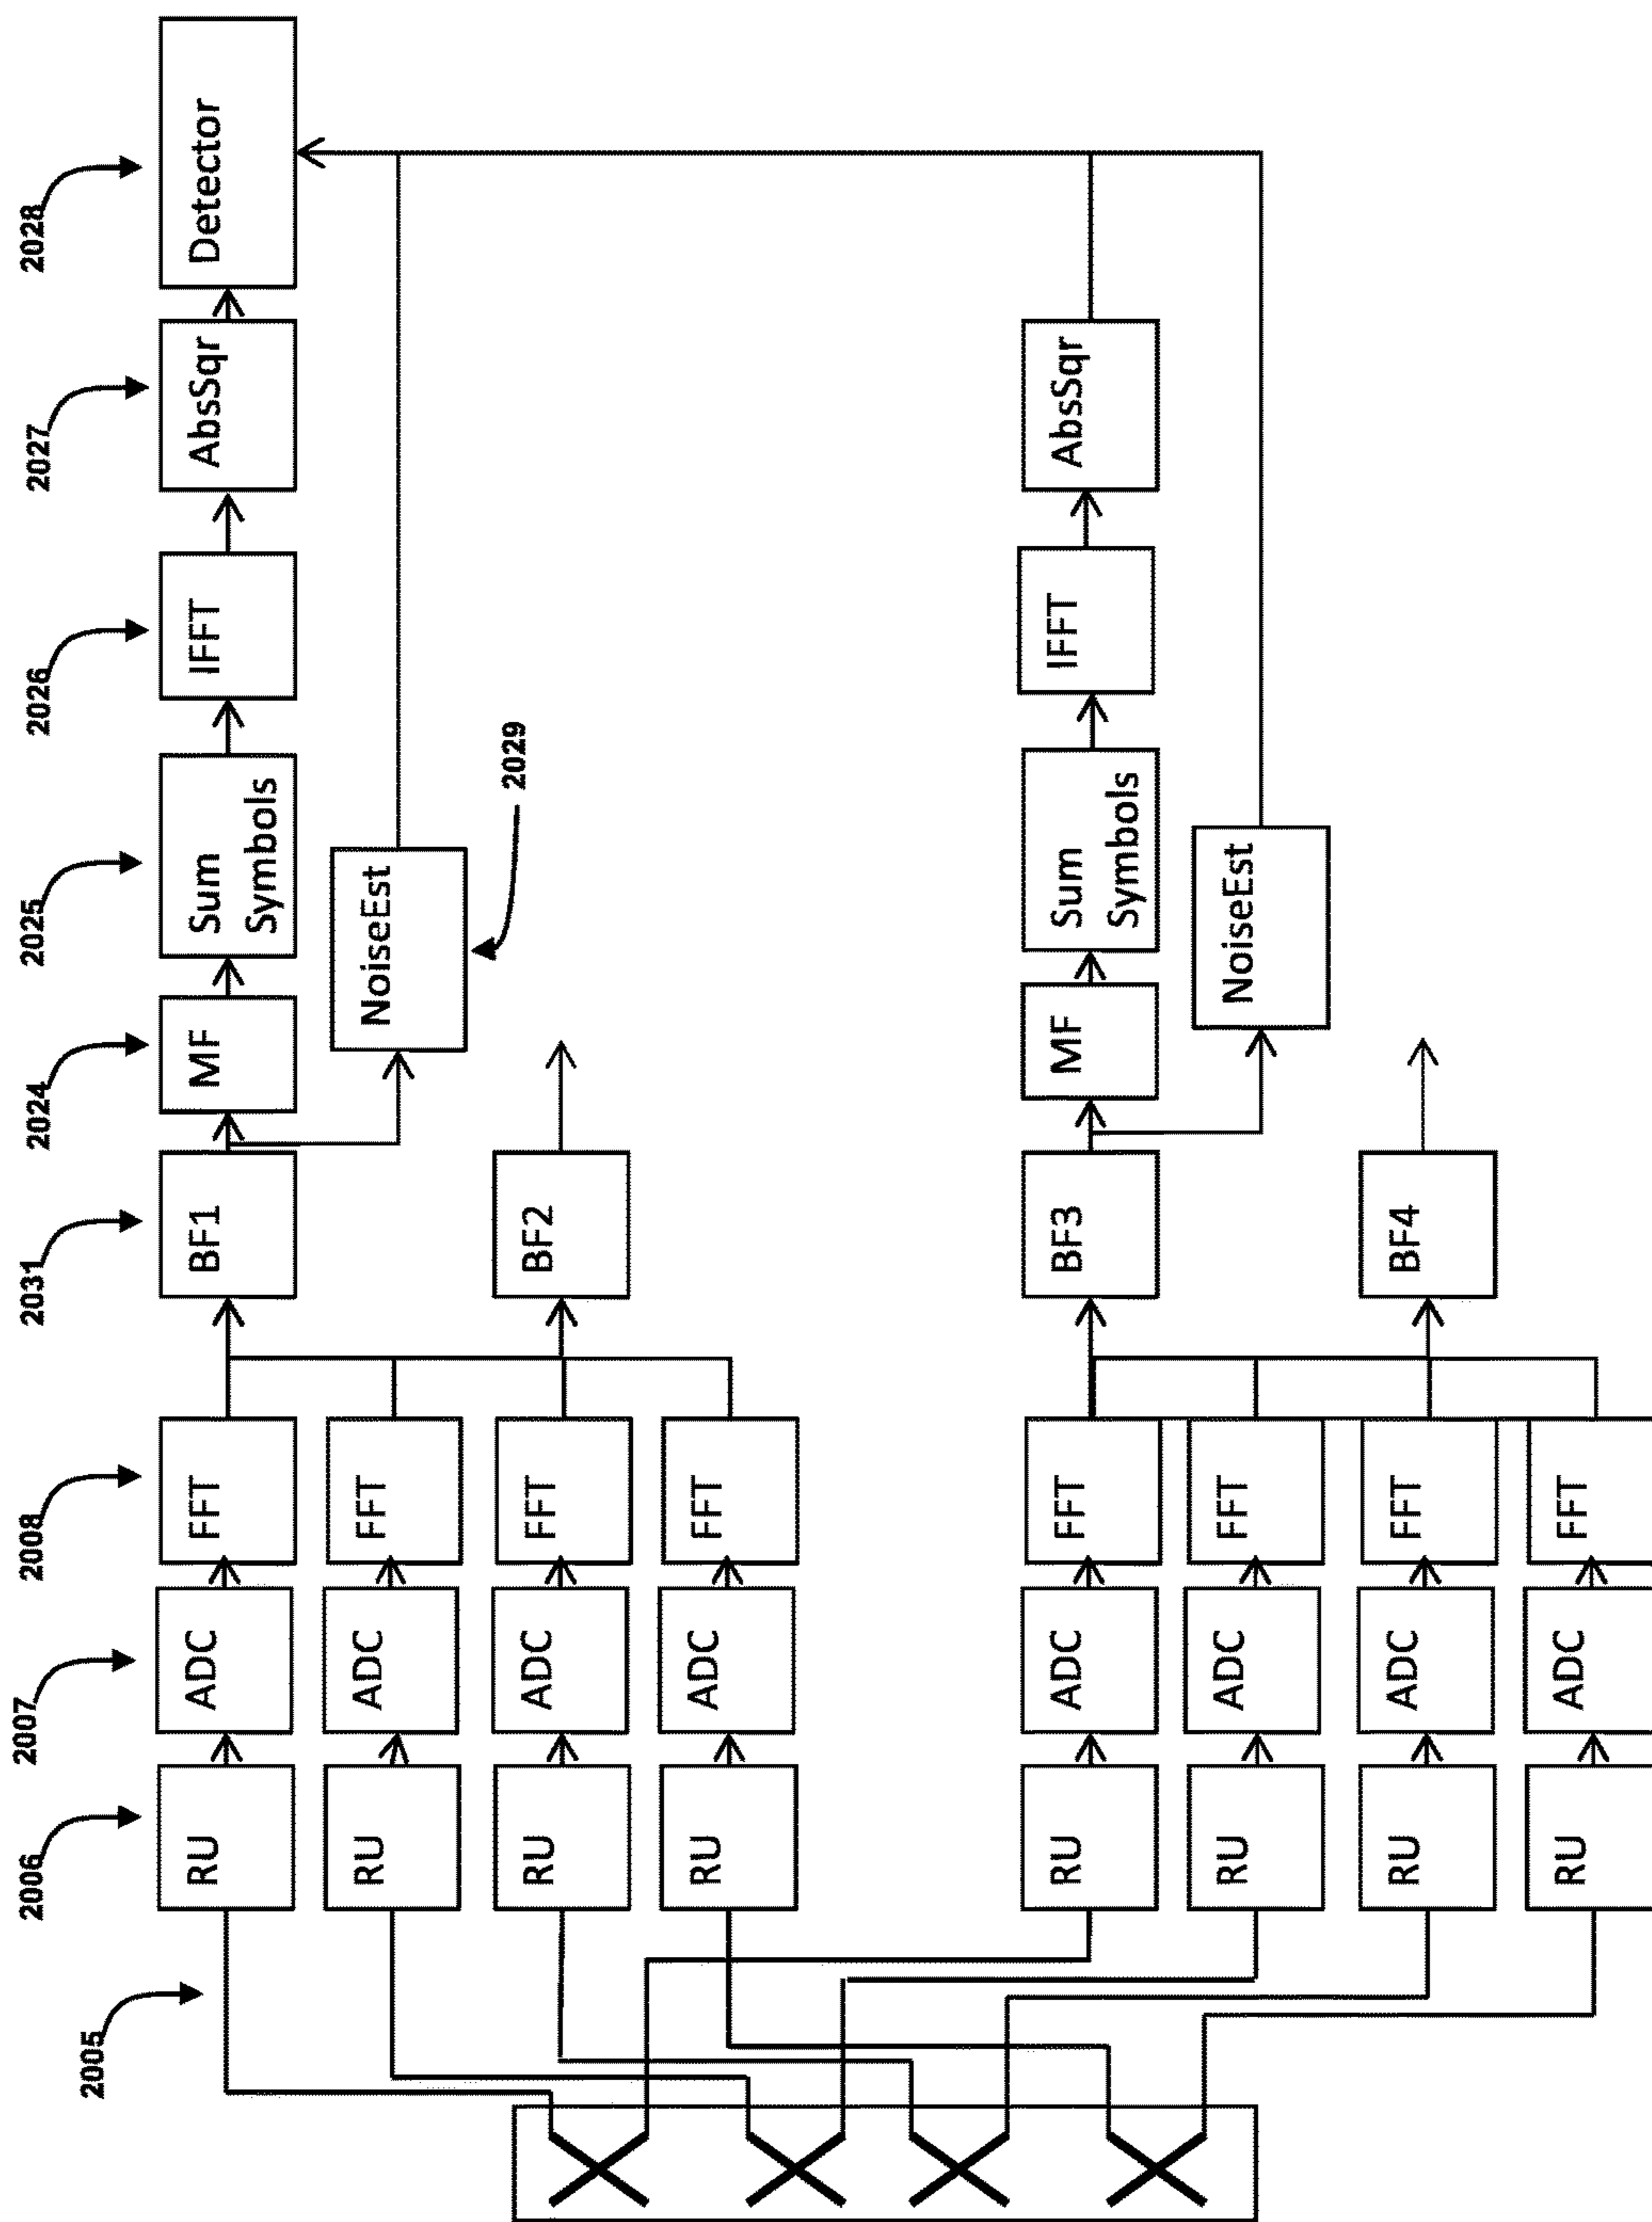 2005
2006
2007
2008
2031
2024
2025
2026
2027
2028
RU
ADC
FFT
BF1
MF
Sum
Symbols
IFFT
AbsSqr
Detector
RU
ADC
FFT
NoiseEst
2029
RU
ADC
FFT
BF2
RU
ADC
FFT
RU
ADC
FFT
BF3
MF
Sum
Symbols
IFFT
AbsSqr
RU
ADC
FFT
NoiseEst
RU
ADC
FFT
BF4
RU
ADC
FFT